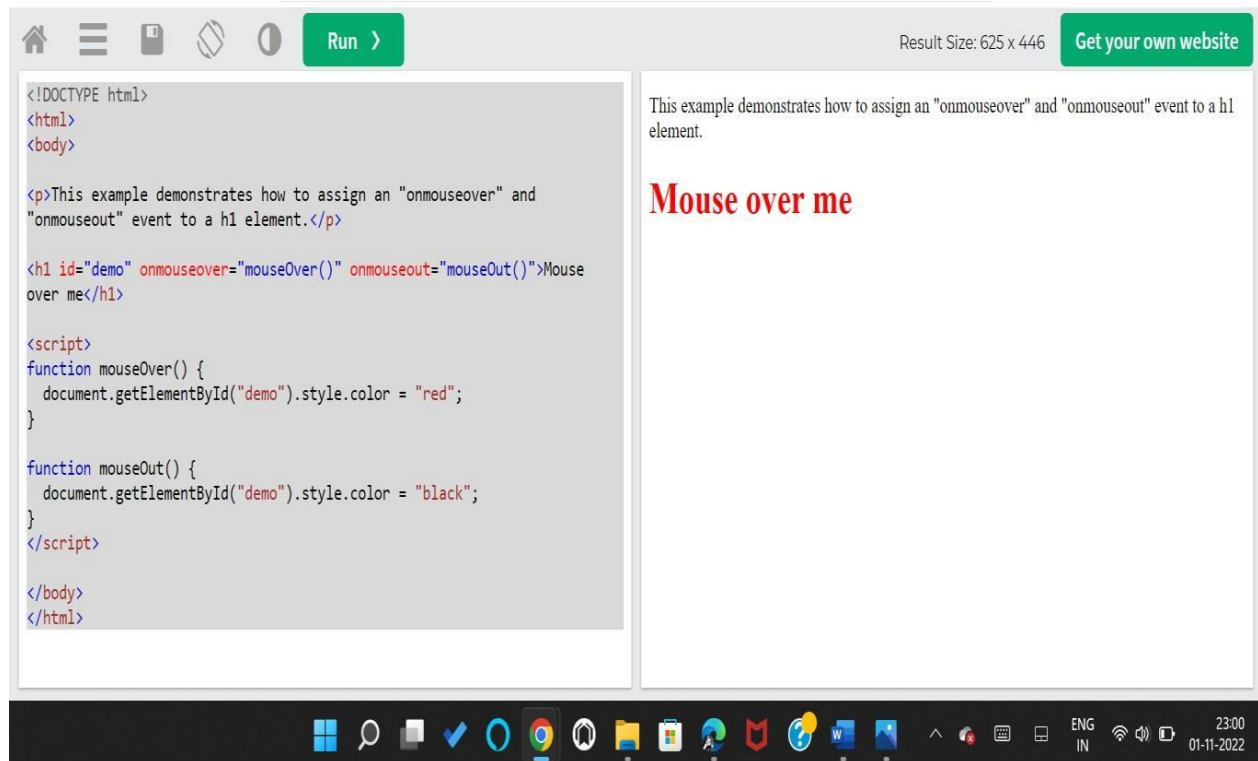 Run ❯
Result Size: 625 x 446
Get your own website
<!DOCTYPE html>
<html>
<body>
<p>This example demonstrates how to assign an "onmouseover" and
"onmouseout" event to a h1 element.</p>
<h1 id="demo" onmouseover="mouseOver()" onmouseout="mouseOut()">Mouse
over me</h1>
<script>
function mouseOver() {
  document.getElementById("demo").style.color = "red";
}
function mouseOut() {
  document.getElementById("demo").style.color = "black";
}
</script>
</body>
</html>
This example demonstrates how to assign an "onmouseover" and "onmouseout" event to a h1
element.
Mouse over me
ENG
IN
23:00
01-11-2022